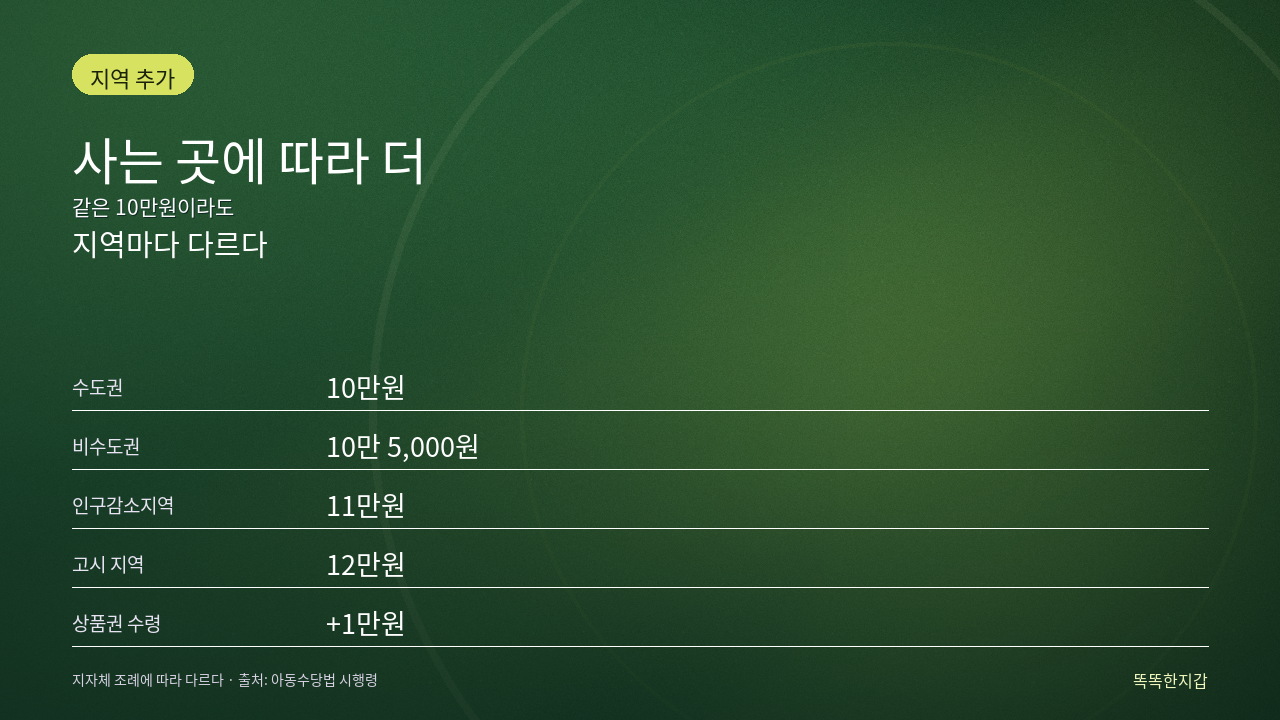 지역 추가
사는 곳에 따라 더
같은 10만원이라도
지역마다 다르다
수도권 10만원
비수도권 10만 5,000원
인구감소지역 11만원
고시 지역 12만원
상품권 수령 +1만원
지자체 조례에 따라 다르다 · 출처: 아동수당법 시행령
똑똑한지갑